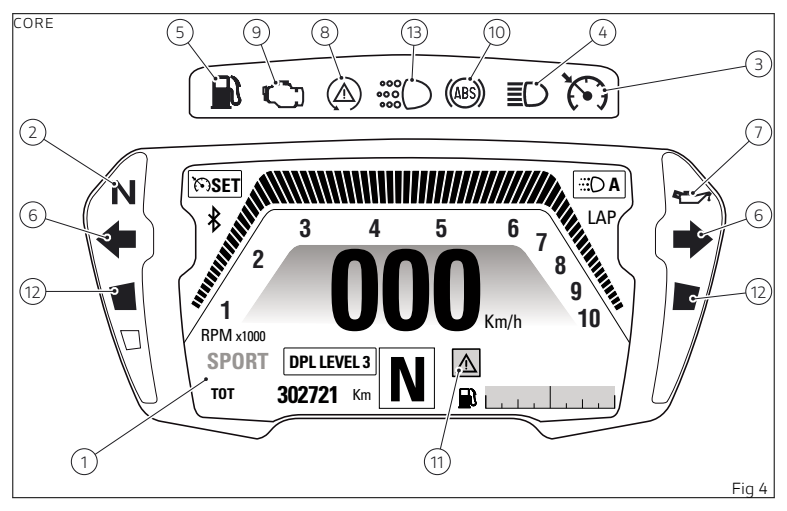 CORE
5 9 8 13 10 4
3
ABS
2 N
7
SET
A
6
LAP
6
3 4 5 6
7
2
8
000
9
12
12
1
Km/h
10
RPM x1000
SPORT
DPL LEVEL 3
N
TOT
302721 Km
1
11
Fig 4